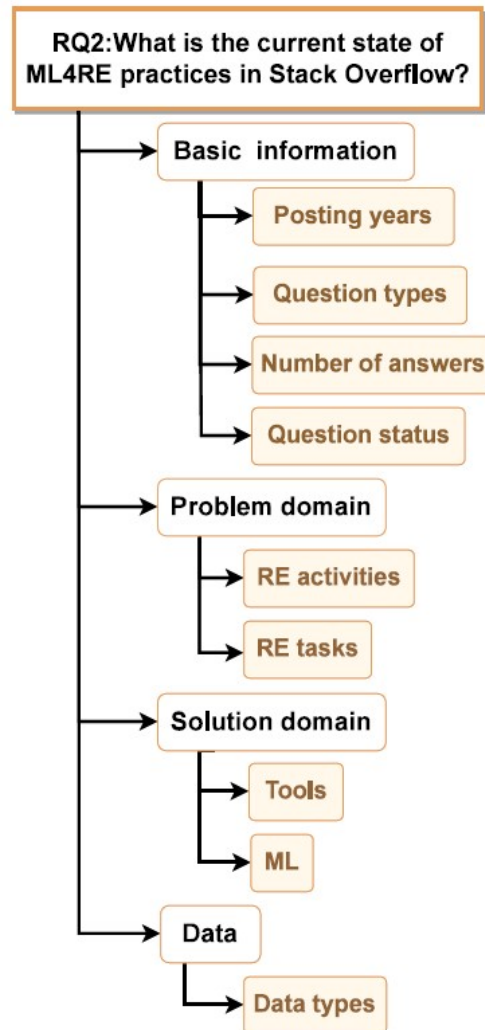 RQ2:What is the current state of
ML4RE practices in Stack Overflow?
Basic information
Posting years
Question types
Number of answers
Question status
Problem domain
RE activities
RE tasks
Solution domain
Tools
ML
Data
Data types